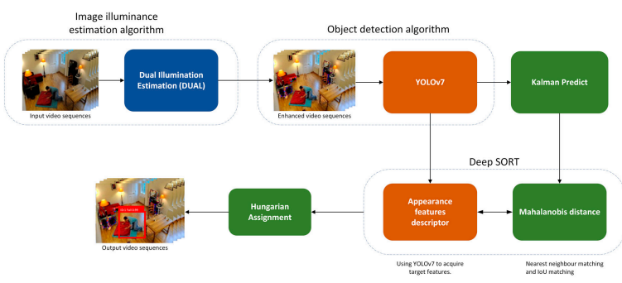 Image illuminance
estimation algorithm
Object detection algorithm
Dual Illumination
Estimation (DUAL)
YOLOv7
Kalman Predict
Input video sequences
Enhanced video sequences
Deep SORT
Hungarian
Assignment
Appearance
features
descriptor
Mahalanobis distance
Output video sequences
Using YOLOv7 to acquire
target features.
Nearest neighbour matching
and IoU matching